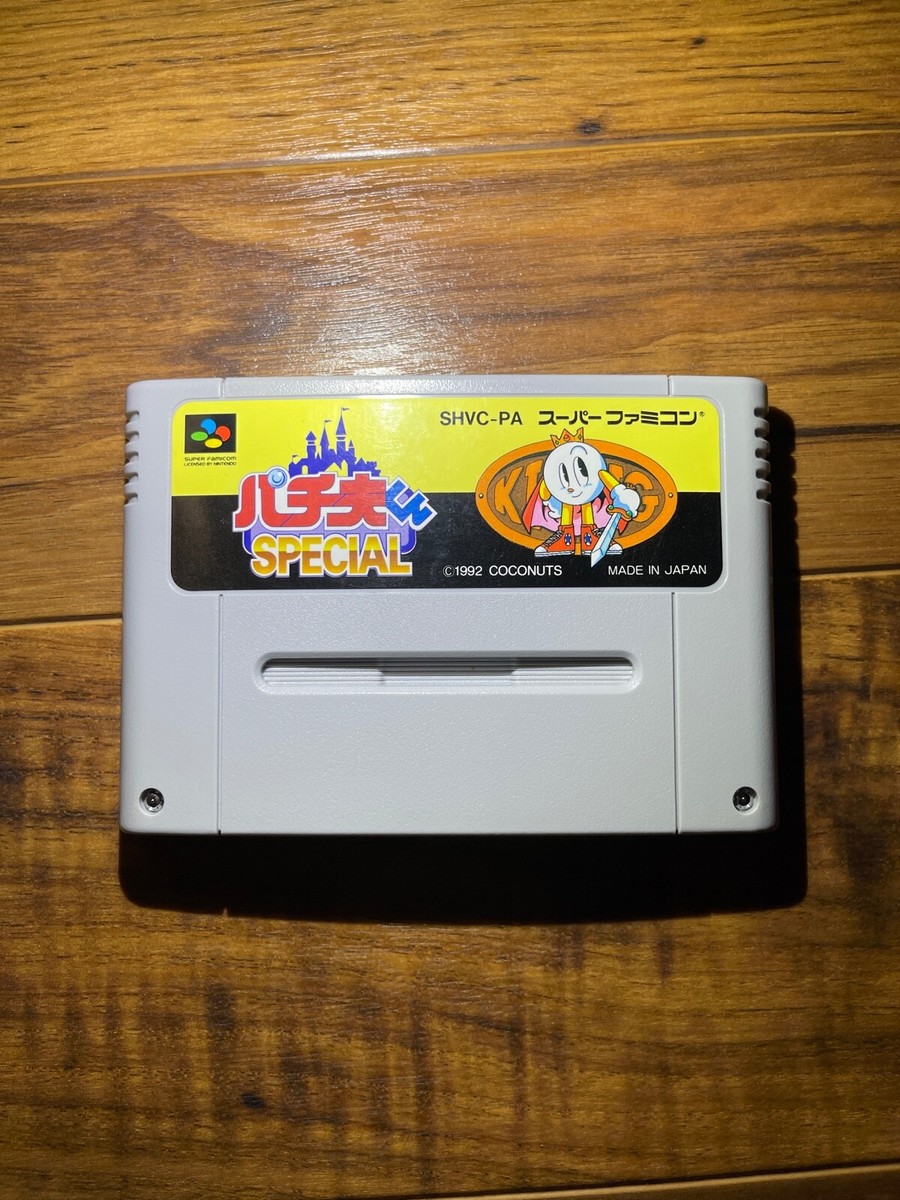 SHVC-PA スーパーファミコン®
SUPER FAMICOM
LICENSED BY NINTENDO
パチ夫くん
SPECIAL
KING
©1992 COCONUTS MADE IN JAPAN